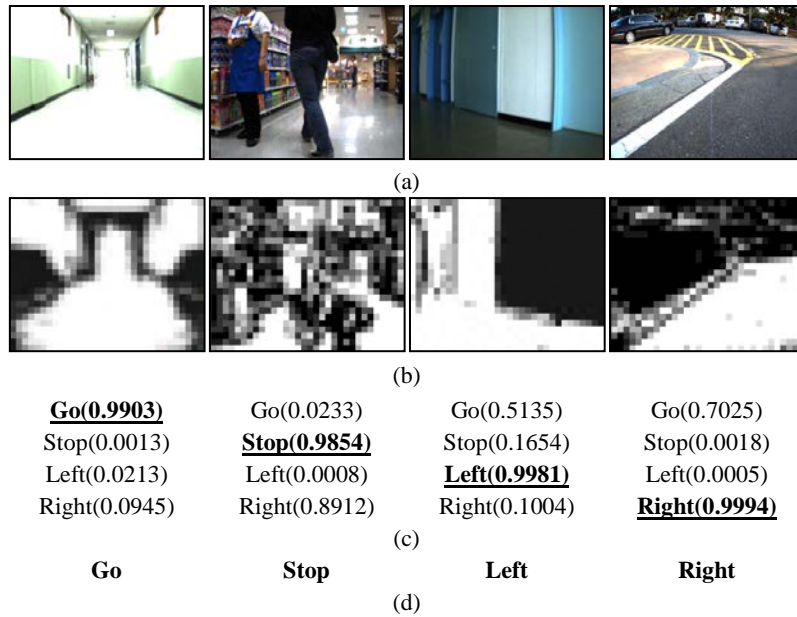 (a)
(b)
Go(0.9903) Go(0.0233) Go(0.5135) Go(0.7025)
Stop(0.0013) Stop(0.9854) Stop(0.1654) Stop(0.0018)
Left(0.0213) Left(0.0008) Left(0.9981) Left(0.0005)
Right(0.0945) Right(0.8912) Right(0.1004) Right(0.9994)
(c)
Go Stop Left Right
(d)